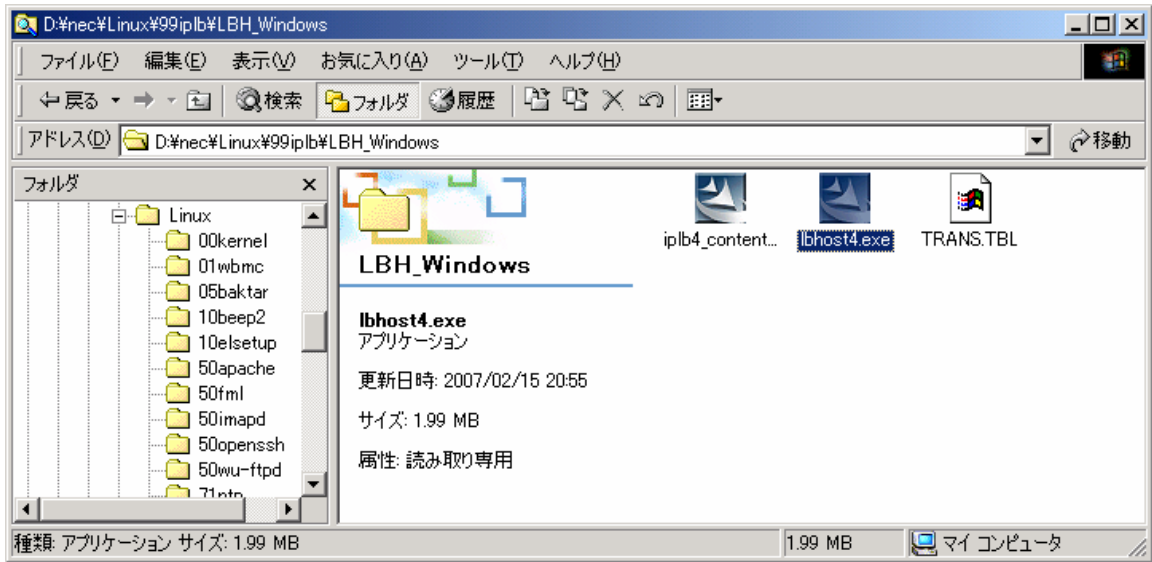 D:¥nec¥Linux¥99iplb¥LBH_Windows
ファイル(F) 編集(E) 表示(V) お気に入り(A) ツール(T) ヘルプ(H)
戻る 検索 フォルダ 履歴
アドレス(D) D:¥nec¥Linux¥99iplb¥LBH_Windows 移動
フォルダ
Linux
00kernel
01wbmc
05baktar
10beep2
10elsetup
50apache
50fml
50imapd
50openssh
50wu-ftpd
71ntp
LBH_Windows
lbhost4.exe
アプリケーション
更新日時: 2007/02/15 20:55
サイズ: 1.99 MB
属性: 読み取り専用
iplb4_content... lbhost4.exe TRANS.TBL
種類: アプリケーション サイズ: 1.99 MB 1.99 MB マイ コンピュータ